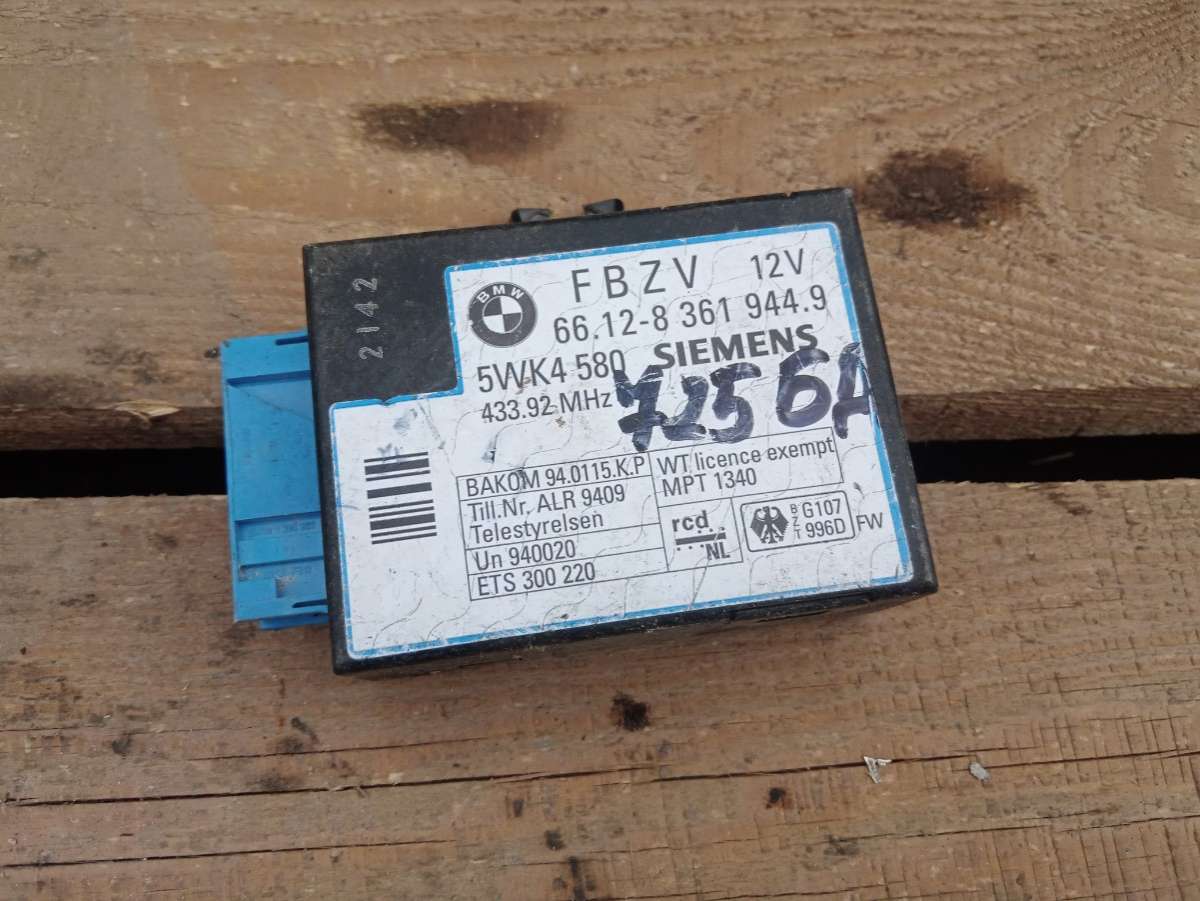 2142
BMW
FBZV 12V
66.12-8 361 944.9
5WK4 580 SIEMENS
433.92 MHz
BAKOM 94.0115.K.P
Till.Nr. ALR 9409
Telestyrelsen
Un 940020
ETS 300 220
WT licence exempt
MPT 1340
rcd
NL
BZT
G107
996D
FW